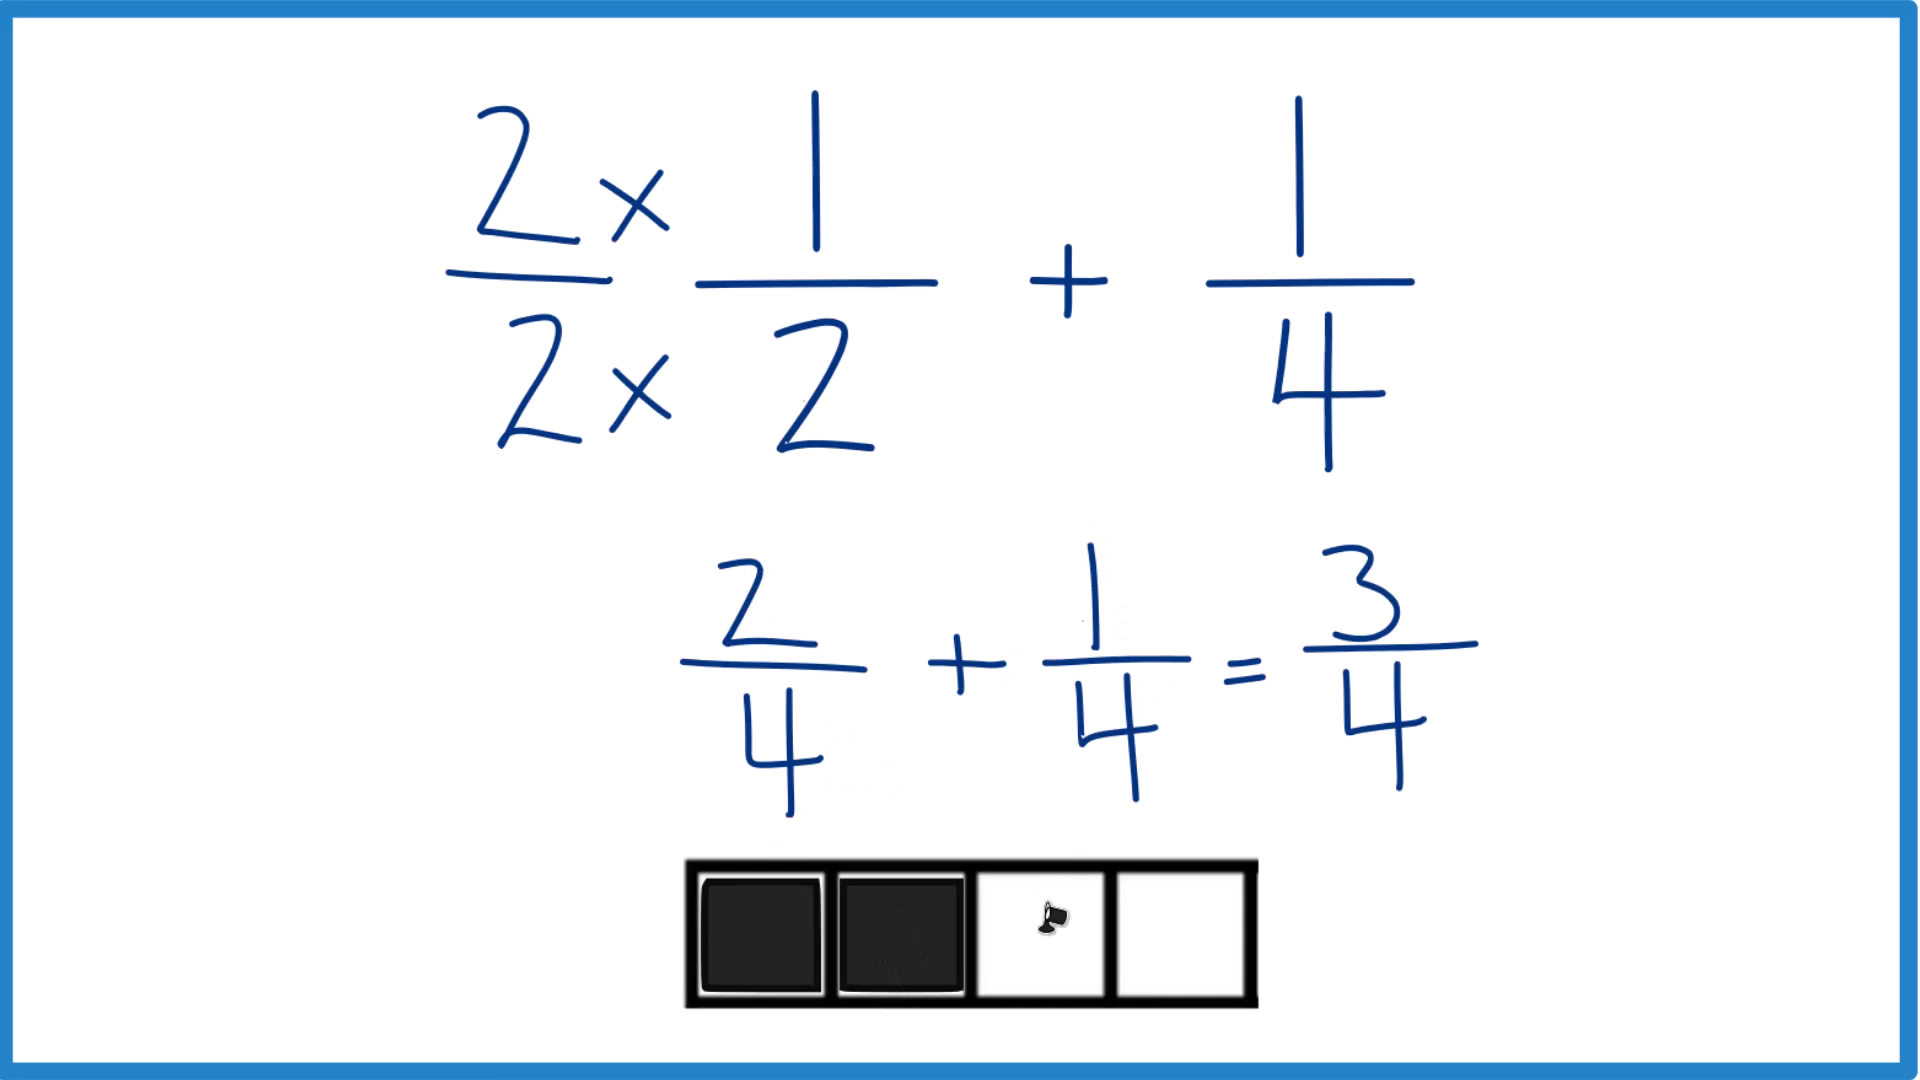 2/2 × 1/2 + 1/4
2/4 + 1/4 = 3/4